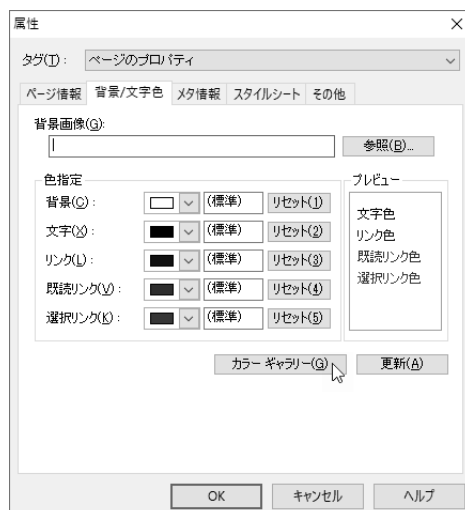 属性
タグ(T): ページのプロパティ
ページ情報 背景/文字色 メタ情報 スタイルシート その他
背景画像(G):
参照(B)...
色指定
背景(C): (標準) リセット(1)
文字(X): (標準) リセット(2)
リンク(L): (標準) リセット(3)
既読リンク(V): (標準) リセット(4)
選択リンク(K): (標準) リセット(5)
プレビュー
文字色
リンク色
既読リンク色
選択リンク色
カラー ギャラリー(G)... 更新(A)
OK キャンセル ヘルプ